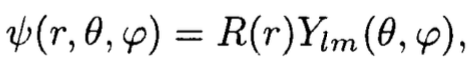 ψ(r, θ, φ) = R(r)Y_{lm}(θ, φ),